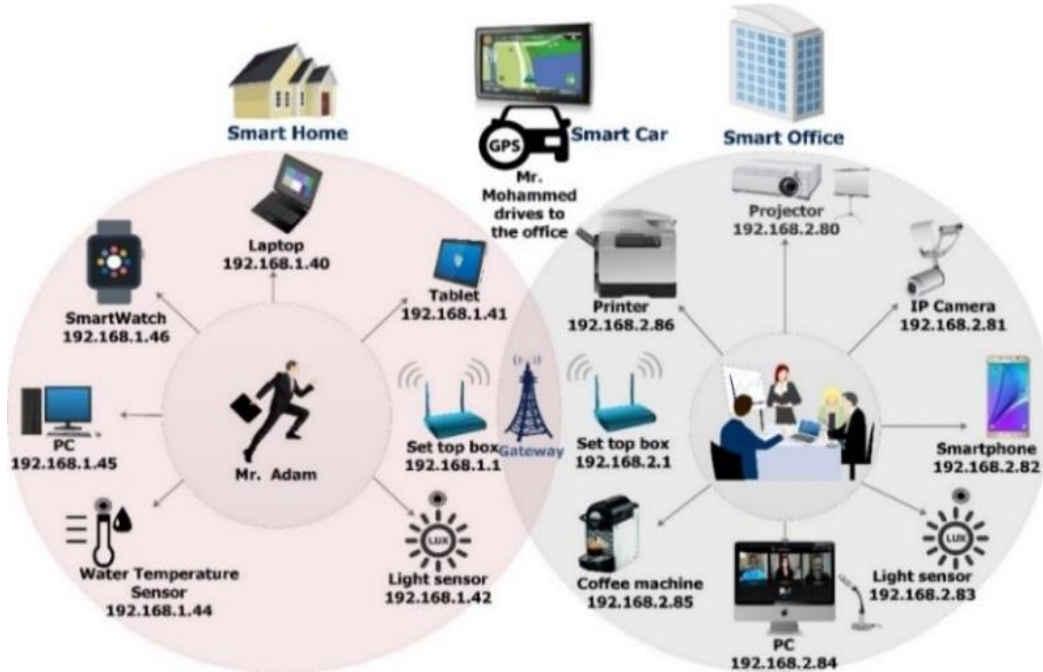 Smart Home
GPS
Smart Car
Smart Office
Mr.
Mohammed
drives to
the office
Laptop
192.168.1.40
SmartWatch
192.168.1.46
Tablet
192.168.1.41
PC
192.168.1.45
Mr. Adam
Set top box
192.168.1.1
Gateway
Water Temperature
Sensor
192.168.1.44
LUX
Light sensor
192.168.1.42
Projector
192.168.2.80
Printer
192.168.2.86
IP Camera
192.168.2.81
Set top box
192.168.2.1
Smartphone
192.168.2.82
Coffee machine
192.168.2.85
LUX
Light sensor
192.168.2.83
PC
192.168.2.84